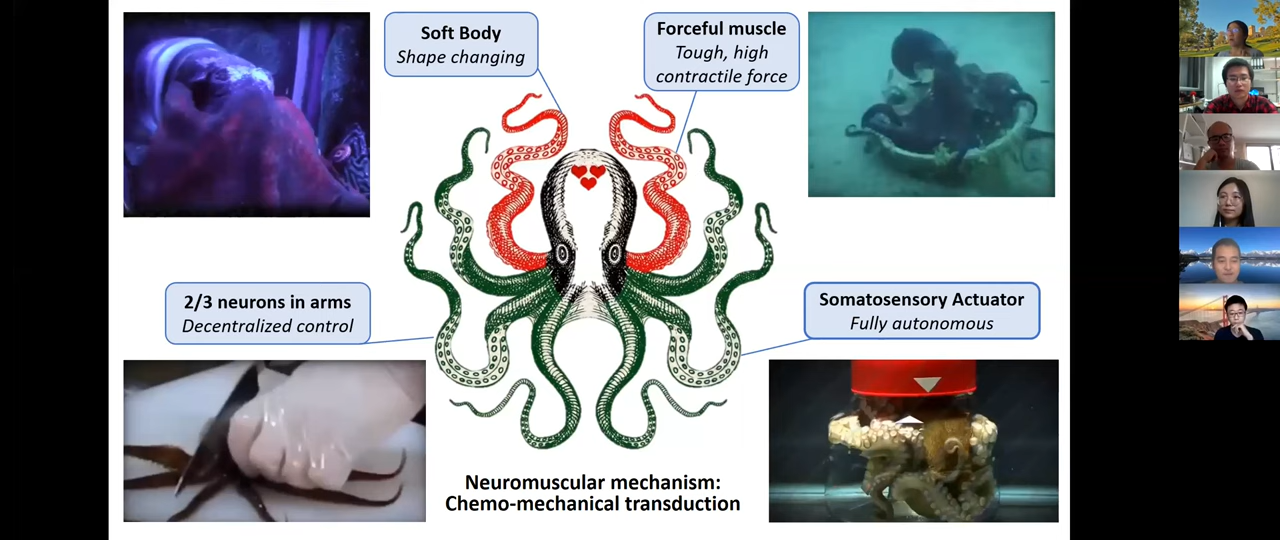 Soft Body
Shape changing
Forceful muscle
Tough, high
contractile force
2/3 neurons in arms
Decentralized control
Somatosensory Actuator
Fully autonomous
Neuromuscular mechanism:
Chemo-mechanical transduction